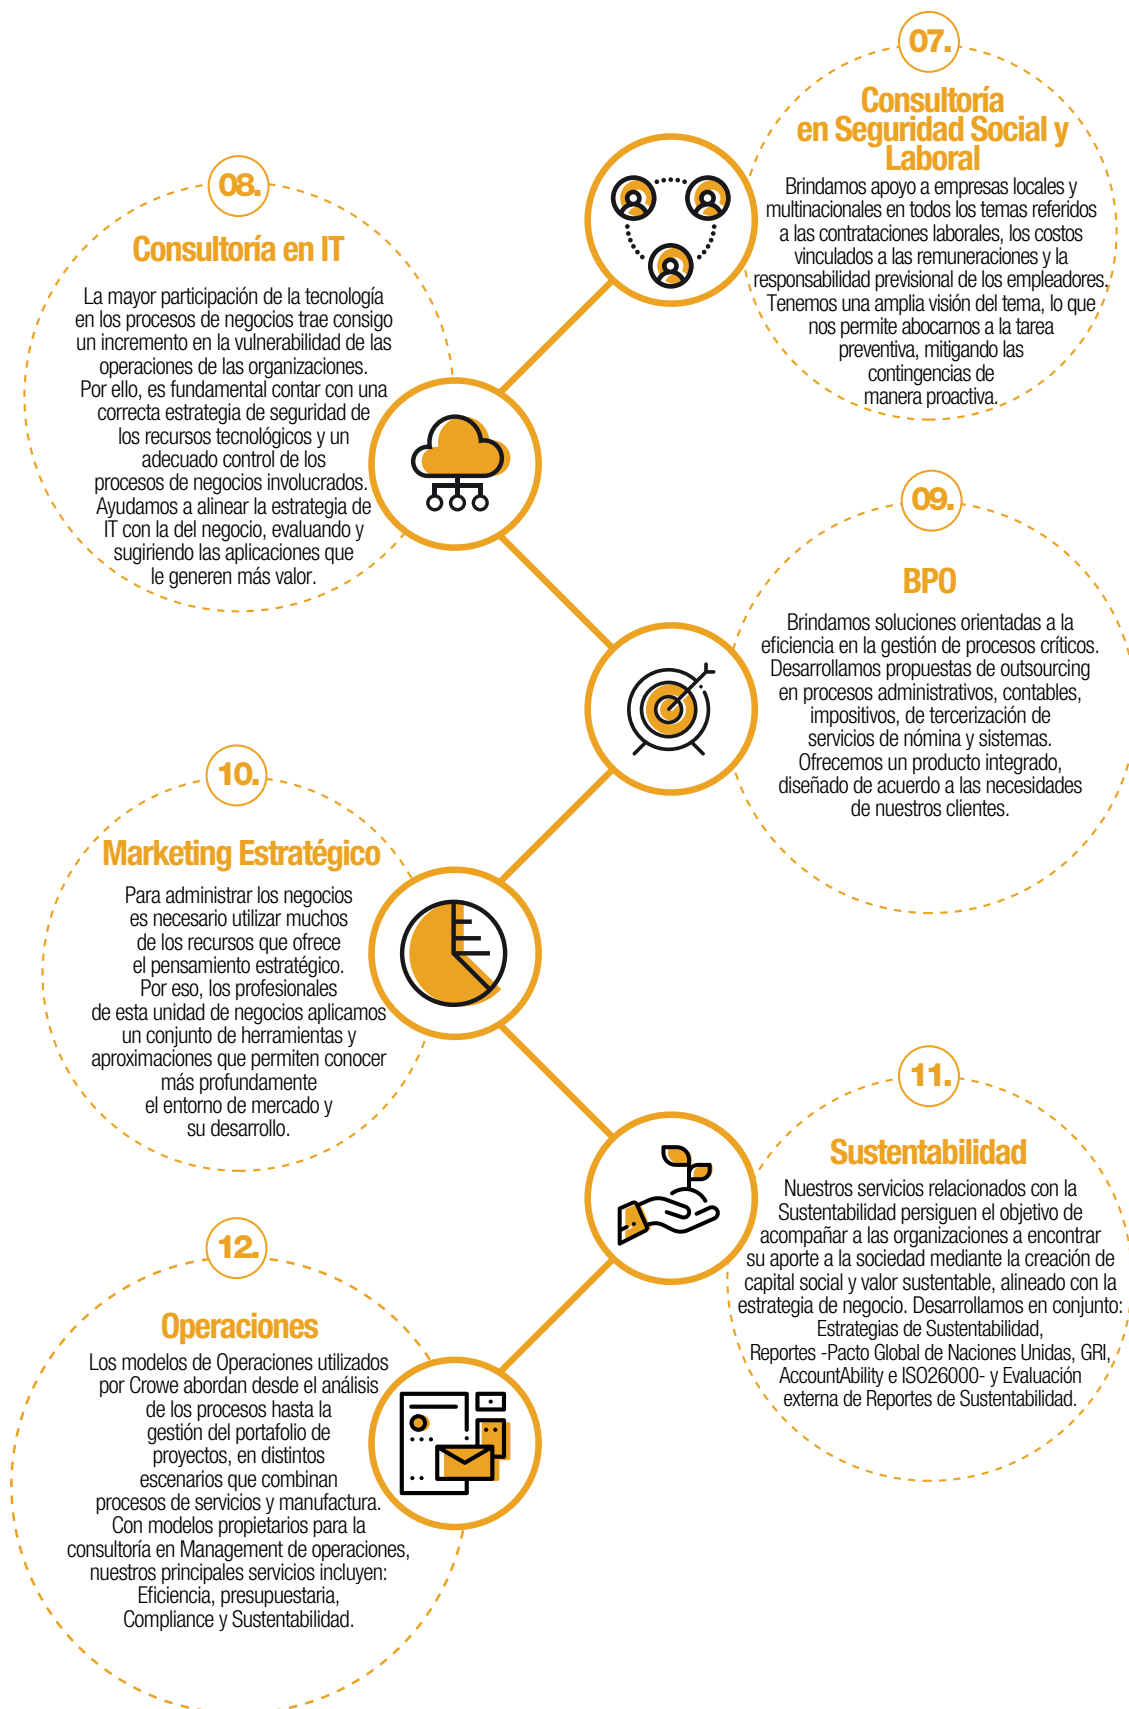 07.
Consultoría
en Seguridad Social y
Laboral
Brindamos apoyo a empresas locales y
multinacionales en todos los temas referidos
a las contrataciones laborales, los costos
vinculados a las remuneraciones y la
responsabilidad previsional de los empleadores.
Tenemos una amplia visión del tema, lo que
nos permite abocarnos a la tarea
preventiva, mitigando las
contingencias de
manera proactiva.
08.
Consultoría en IT
La mayor participación de la tecnología
en los procesos de negocios trae consigo
un incremento en la vulnerabilidad de las
operaciones de las organizaciones.
Por ello, es fundamental contar con una
correcta estrategia de seguridad de
los recursos tecnológicos y un
adecuado control de los
procesos de negocios involucrados.
Ayudamos a alinear la estrategia de
IT con la del negocio, evaluando y
sugiriendo las aplicaciones que
le generen más valor.
09.
BPO
Brindamos soluciones orientadas a la
eficiencia en la gestión de procesos críticos.
Desarrollamos propuestas de outsourcing
en procesos administrativos, contables,
impositivos, de tercerización de
servicios de nómina y sistemas.
Ofrecemos un producto integrado,
diseñado de acuerdo a las necesidades
de nuestros clientes.
10.
Marketing Estratégico
Para administrar los negocios
es necesario utilizar muchos
de los recursos que ofrece
el pensamiento estratégico.
Por eso, los profesionales
de esta unidad de negocios aplicamos
un conjunto de herramientas y
aproximaciones que permiten conocer
más profundamente
el entorno de mercado y
su desarrollo.
11.
Sustentabilidad
Nuestros servicios relacionados con la
Sustentabilidad persiguen el objetivo de
acompañar a las organizaciones a encontrar
su aporte a la sociedad mediante la creación de
capital social y valor sustentable, alineado con la
estrategia de negocio. Desarrollamos en conjunto:
Estrategias de Sustentabilidad,
Reportes -Pacto Global de Naciones Unidas, GRI,
AccountAbility e ISO26000- y Evaluación
externa de Reportes de Sustentabilidad.
12.
Operaciones
Los modelos de Operaciones utilizados
por Crowe abordan desde el análisis
de los procesos hasta la
gestión del portafolio de
proyectos, en distintos
escenarios que combinan
procesos de servicios y manufactura.
Con modelos propietarios para la
consultoría en Management de operaciones,
nuestros principales servicios incluyen:
Eficiencia, presupuestaria,
Compliance y Sustentabilidad.